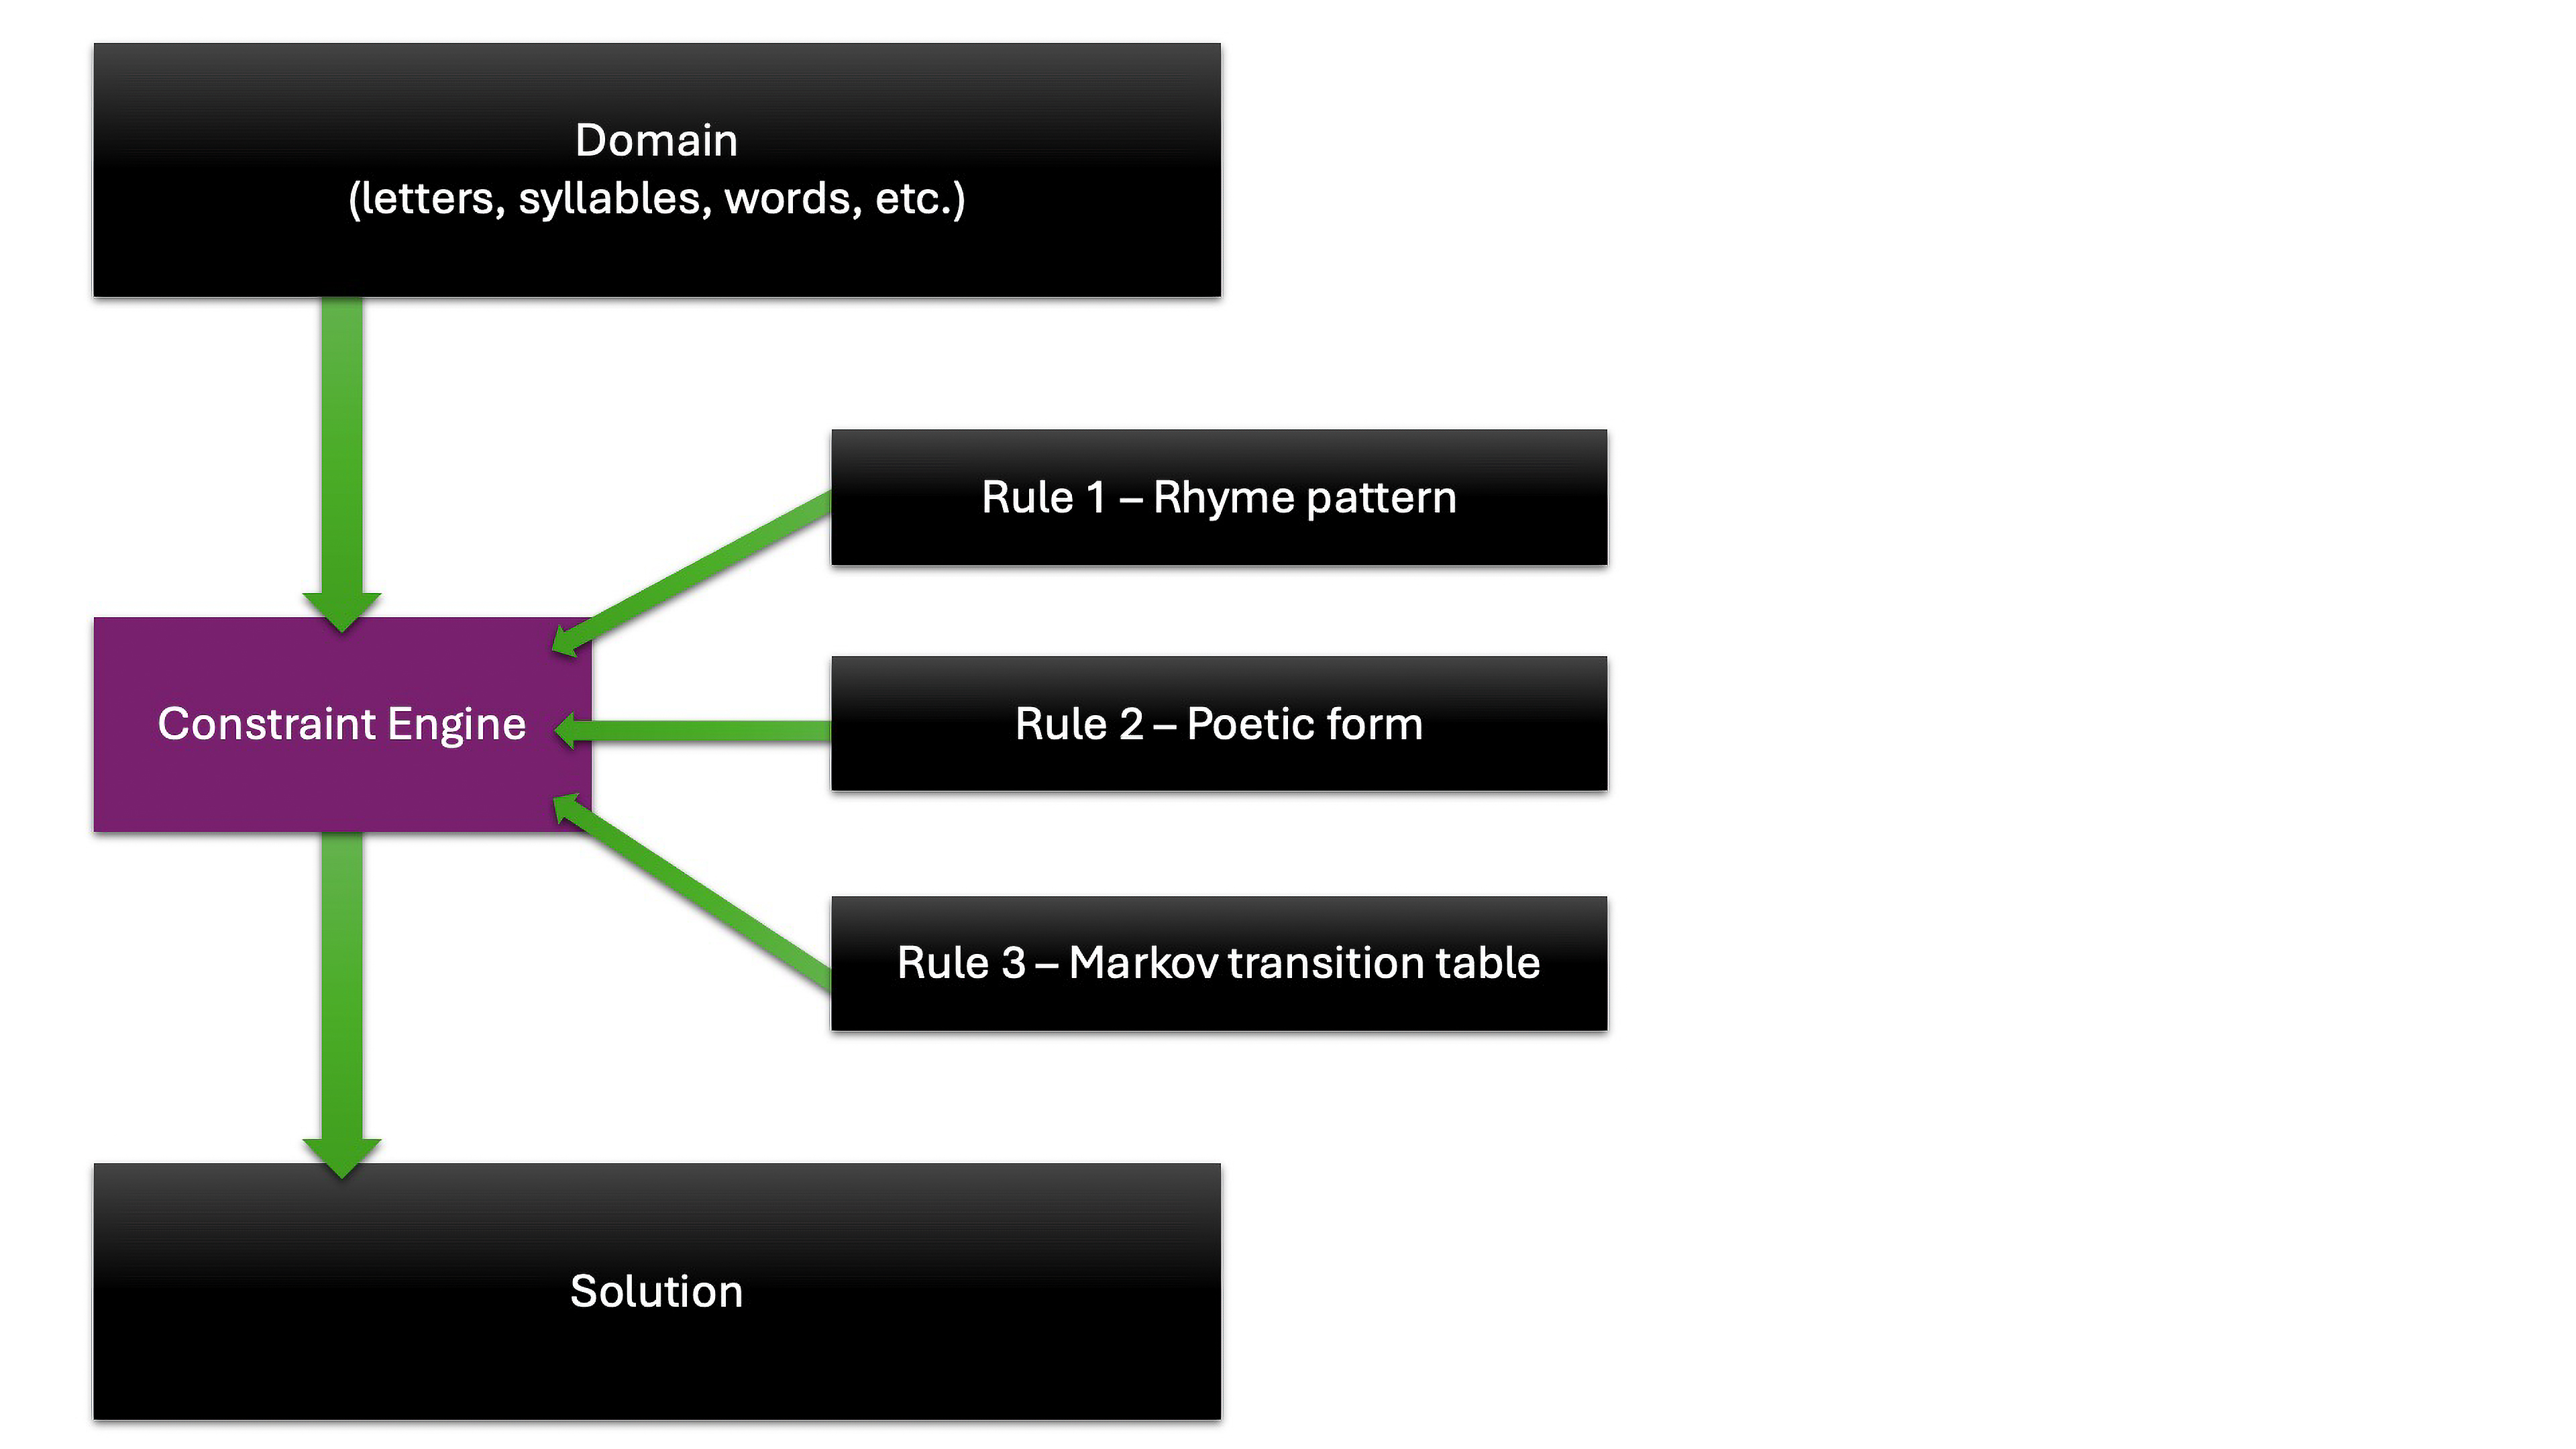 Domain
(letters, syllables, words, etc.)
Rule 1 – Rhyme pattern
Constraint Engine
Rule 2 – Poetic form
Rule 3 – Markov transition table
Solution